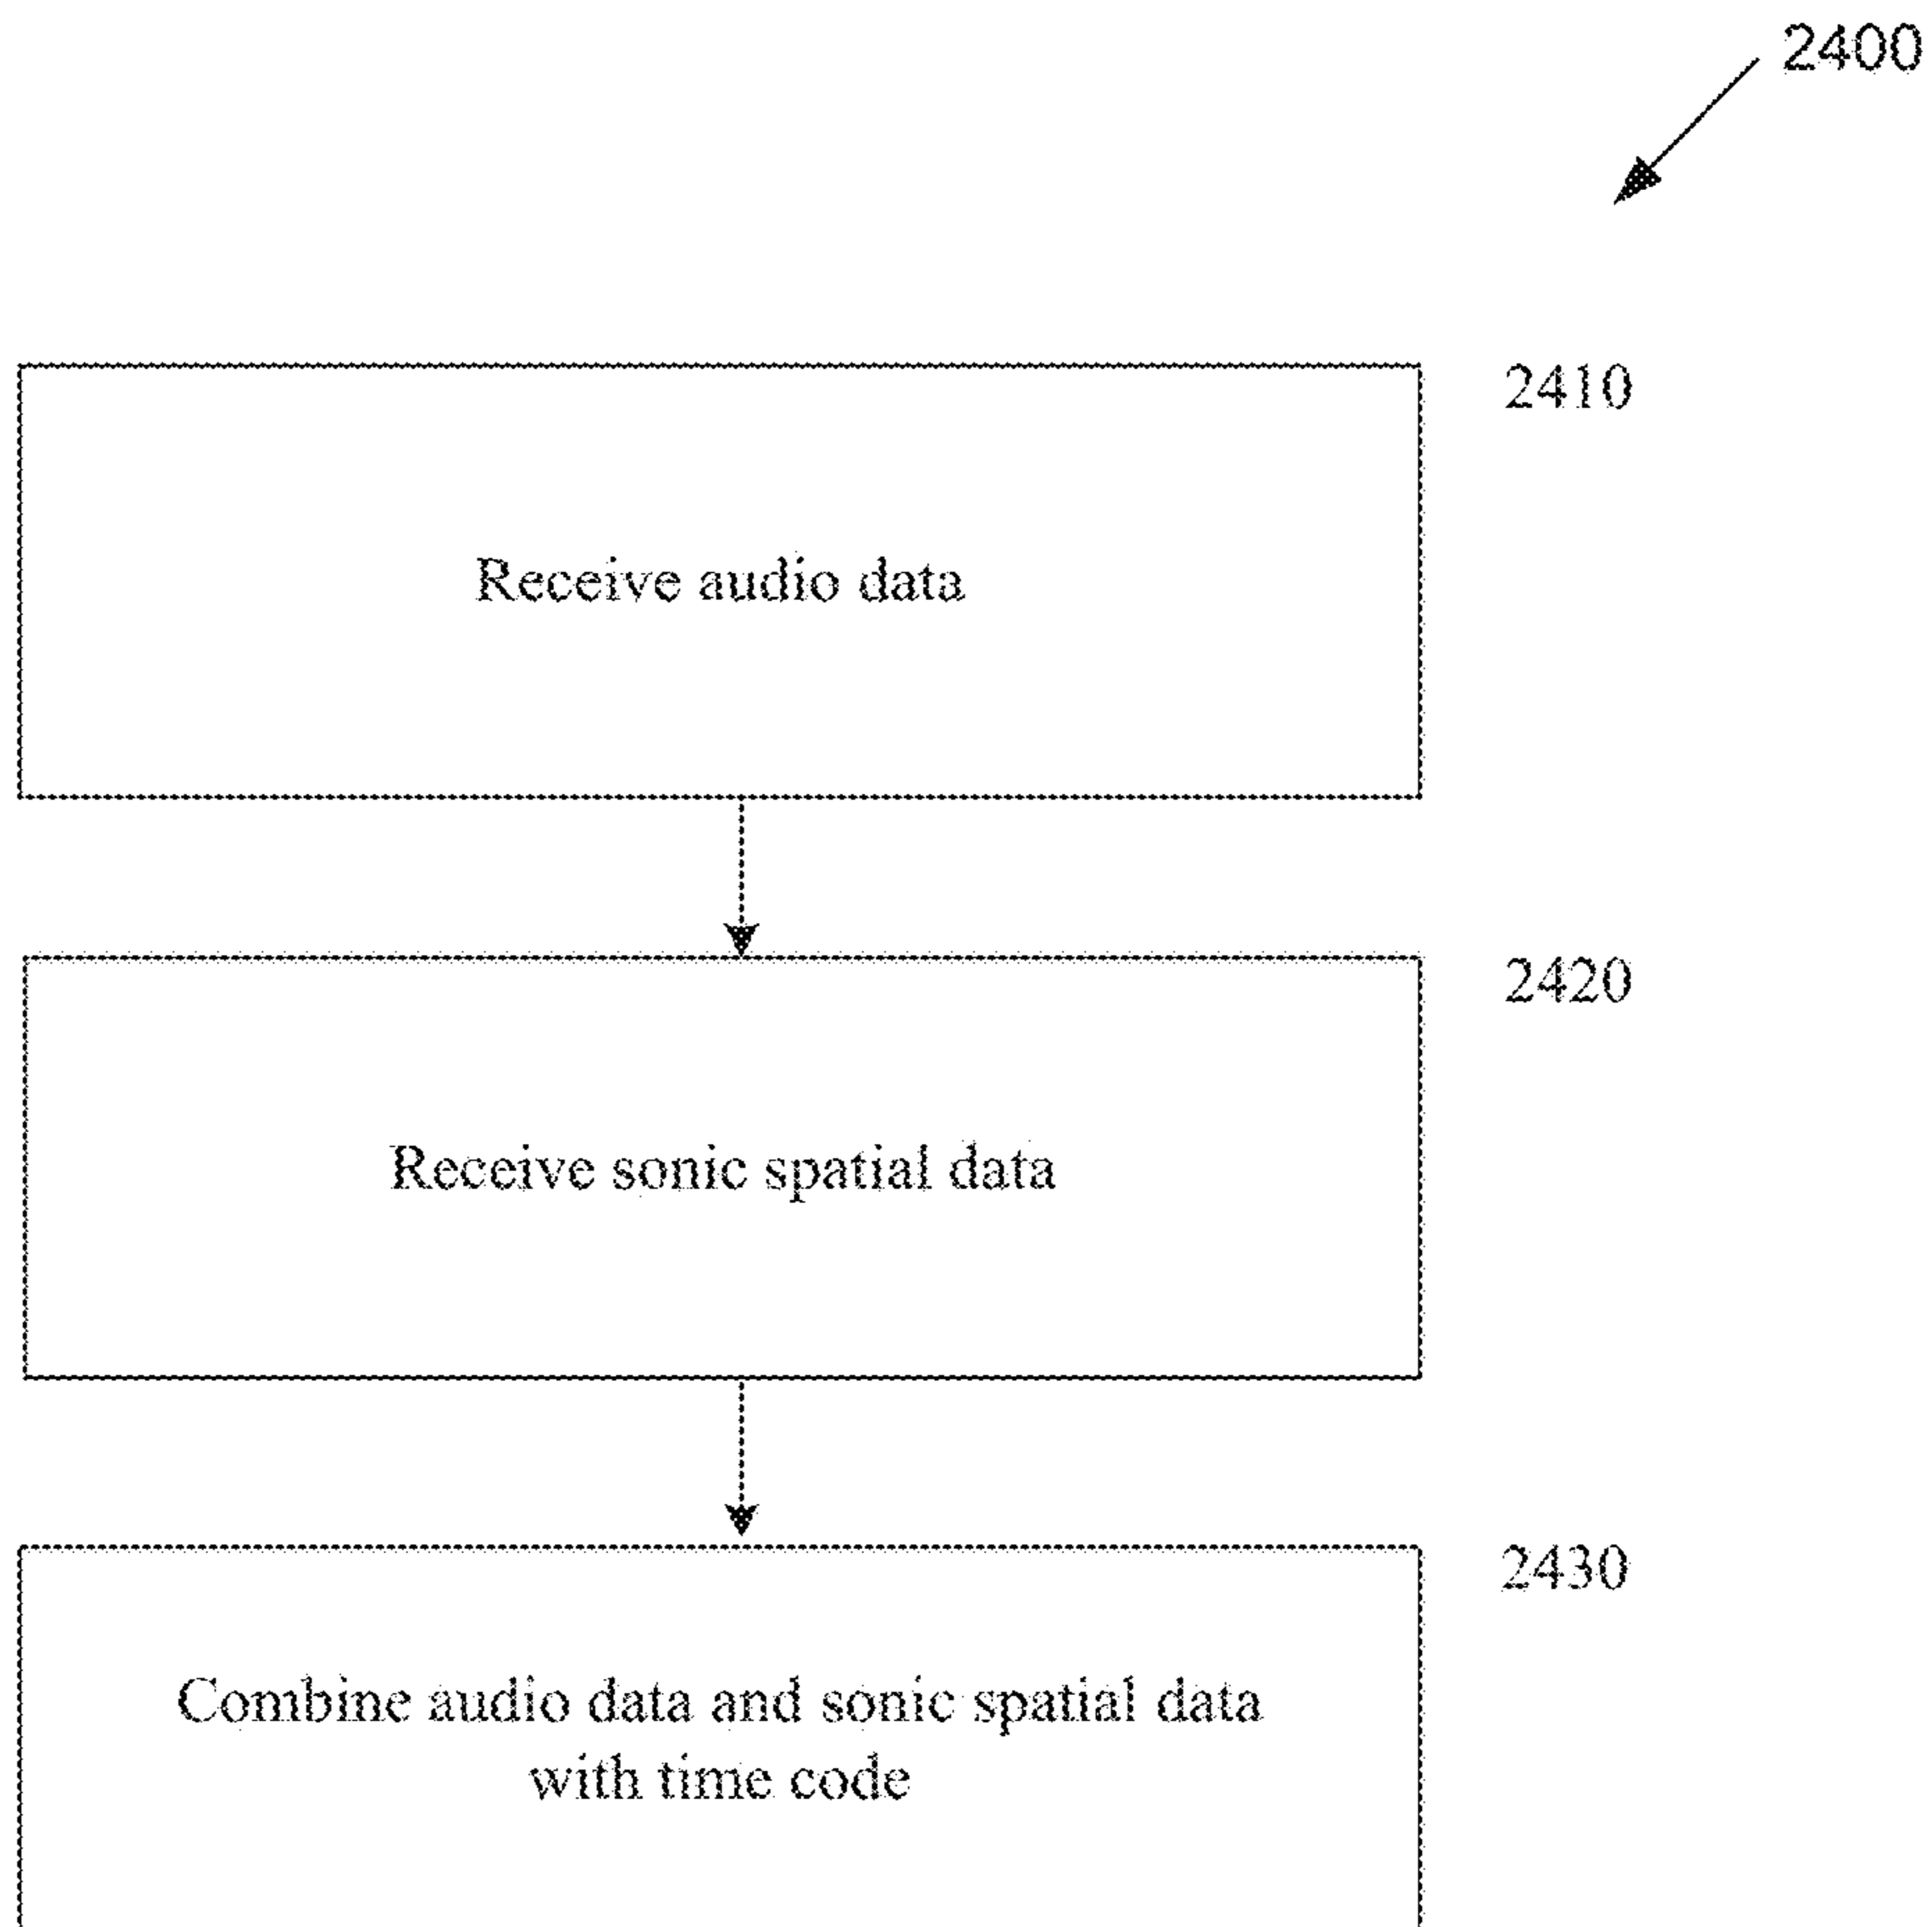 2400
2410
Receive audio data
2420
Receive sonic spatial data
2430
Combine audio data and sonic spatial data
with time code